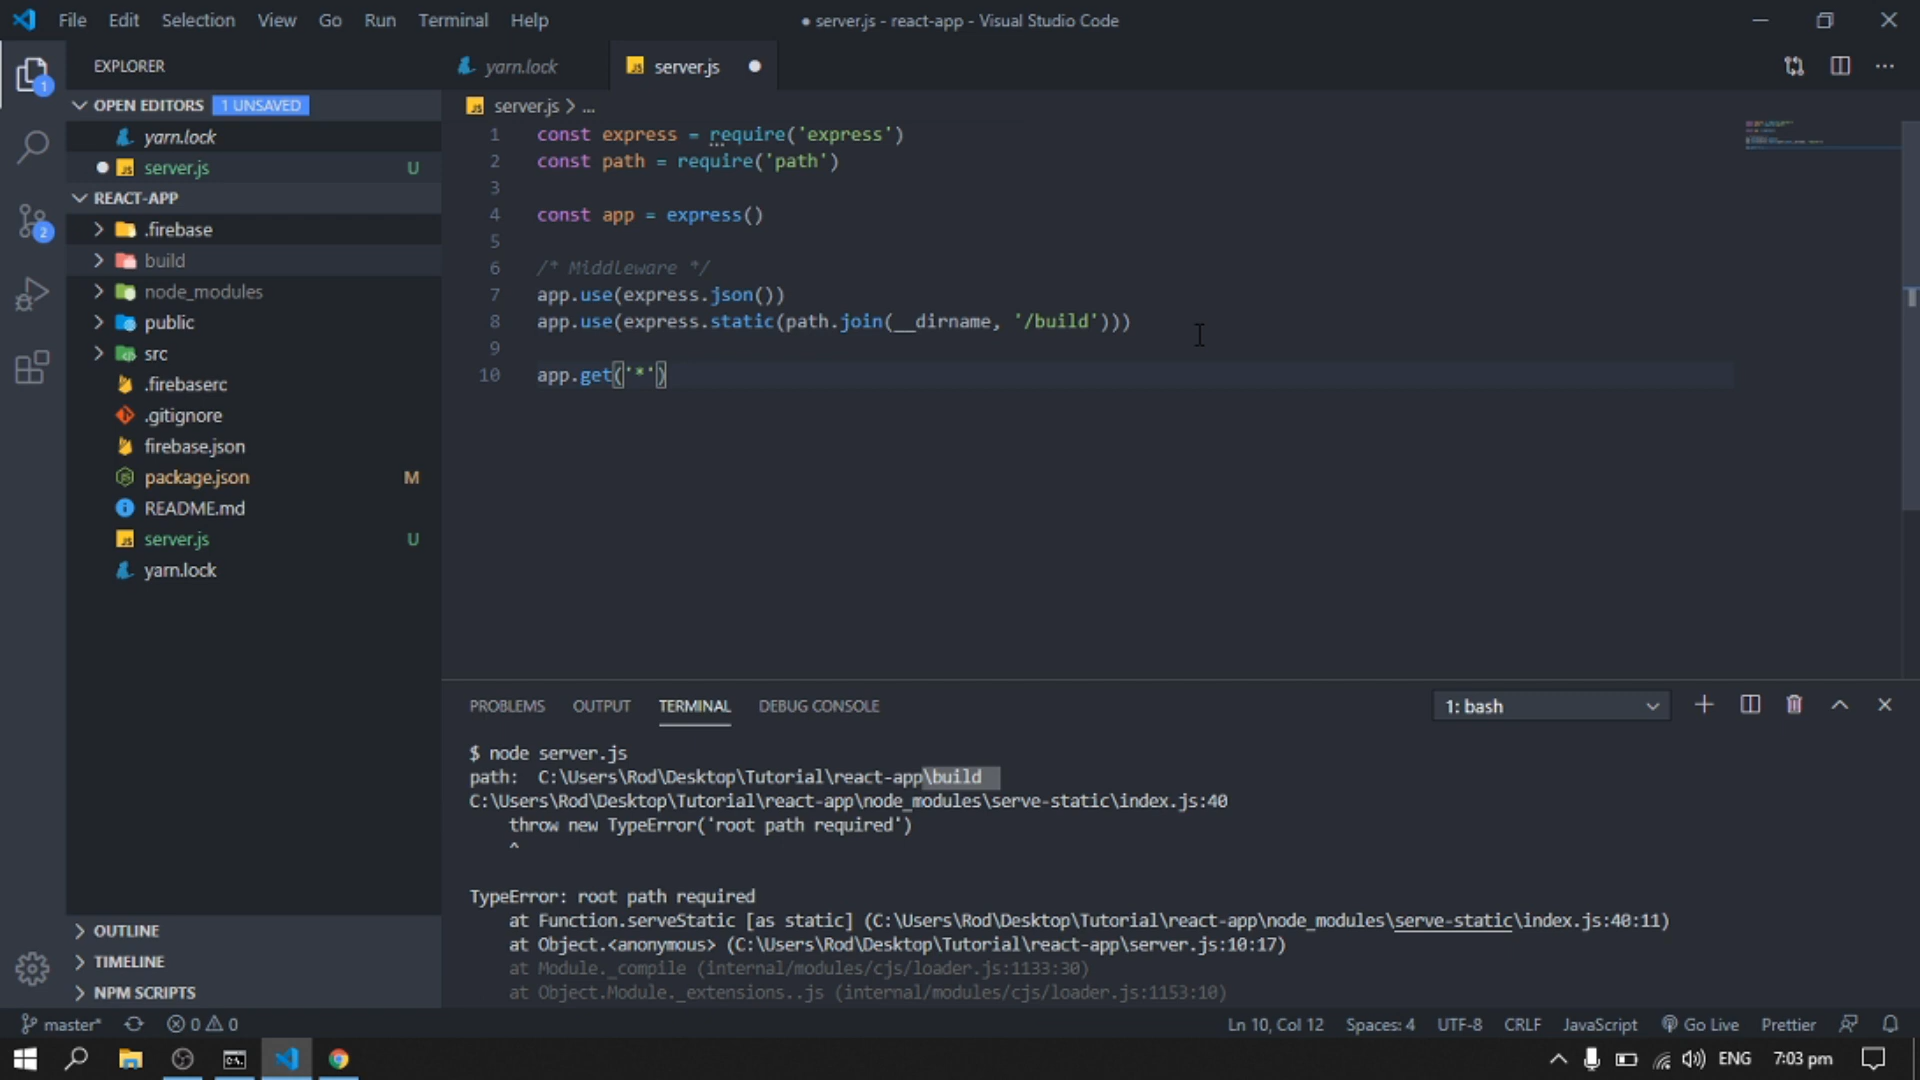 File Edit Selection View Go Run Terminal Help
● server.js - react-app - Visual Studio Code
EXPLORER
1
OPEN EDITORS 1 UNSAVED
yarn.lock
server.js U
REACT-APP
.firebase
2
build
node_modules
public
src
.firebaserc
.gitignore
firebase.json
package.json M
README.md
server.js U
yarn.lock
OUTLINE
TIMELINE
NPM SCRIPTS
yarn.lock
server.js
server.js > ...
1 const express = require('express')
2 const path = require('path')
3
4 const app = express()
5
6 /* Middleware */
7 app.use(express.json())
8 app.use(express.static(path.join(__dirname, '/build')))
9
10 app.get('*')
PROBLEMS OUTPUT TERMINAL DEBUG CONSOLE
1: bash
$ node server.js
path:  C:\Users\Rod\Desktop\Tutorial\react-app\build
C:\Users\Rod\Desktop\Tutorial\react-app\node_modules\serve-static\index.js:40
    throw new TypeError('root path required')
    ^
TypeError: root path required
    at Function.serveStatic [as static] (C:\Users\Rod\Desktop\Tutorial\react-app\node_modules\serve-static\index.js:40:11)
    at Object.<anonymous> (C:\Users\Rod\Desktop\Tutorial\react-app\server.js:10:17)
    at Module._compile (internal/modules/cjs/loader.js:1133:30)
    at Object.Module._extensions..js (internal/modules/cjs/loader.js:1153:10)
master* 0 0
Ln 10, Col 12 Spaces: 4 UTF-8 CRLF JavaScript Go Live Prettier
ENG 7:03 pm